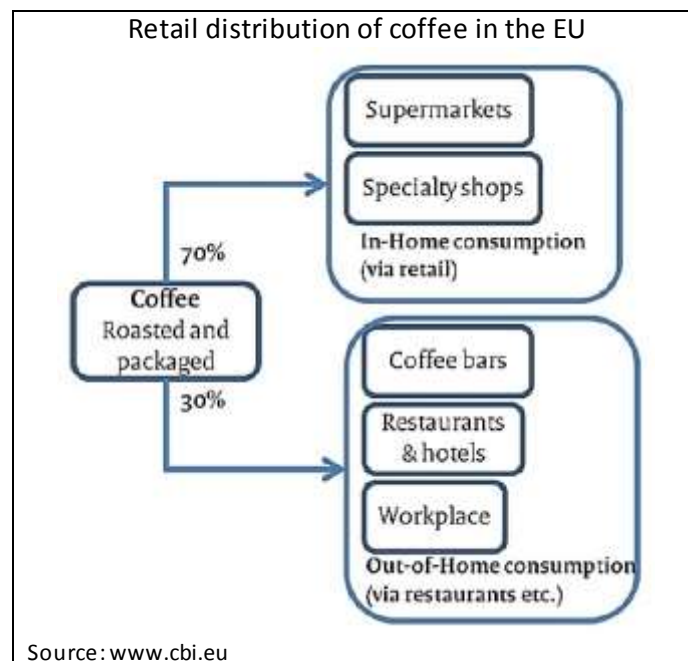 Retail distribution of coffee in the EU
Supermarkets
Specialty shops
In-Home consumption
(via retail)
70%
Coffee
Roasted and
packaged
30%
Coffee bars
Restaurants
& hotels
Workplace
Out-of-Home consumption
(via restaurants etc.)
Source: www.cbi.eu